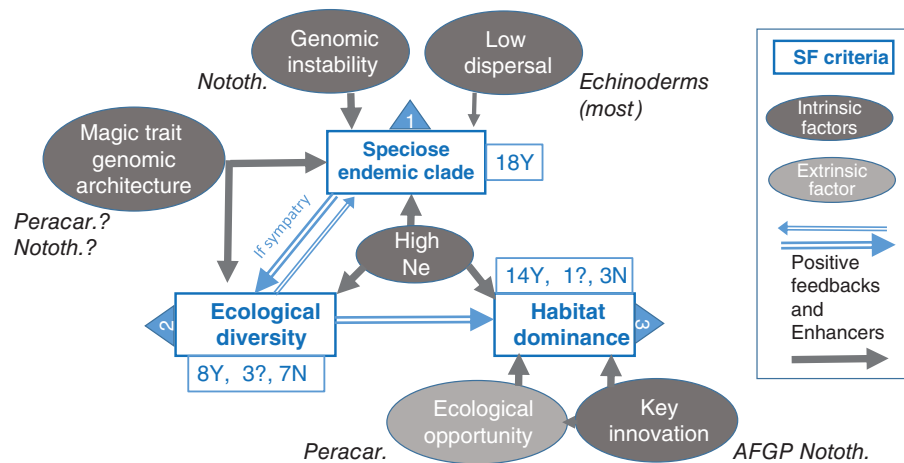 Genomic
instability
Nototh.
Low
dispersal
Echinoderms
(most)
Magic trait
genomic
architecture
Peracar.?
Nototh.?
1
Speciose
endemic clade
18Y
If sympatry
High
Ne
2
Ecological
diversity
8Y, 3?, 7N
14Y, 1?, 3N
Habitat
dominance
3
Ecological
opportunity
Peracar.
Key
innovation
AFGP Nototh.
SF criteria
Intrinsic
factors
Extrinsic
factor
Positive
feedbacks
and
Enhancers